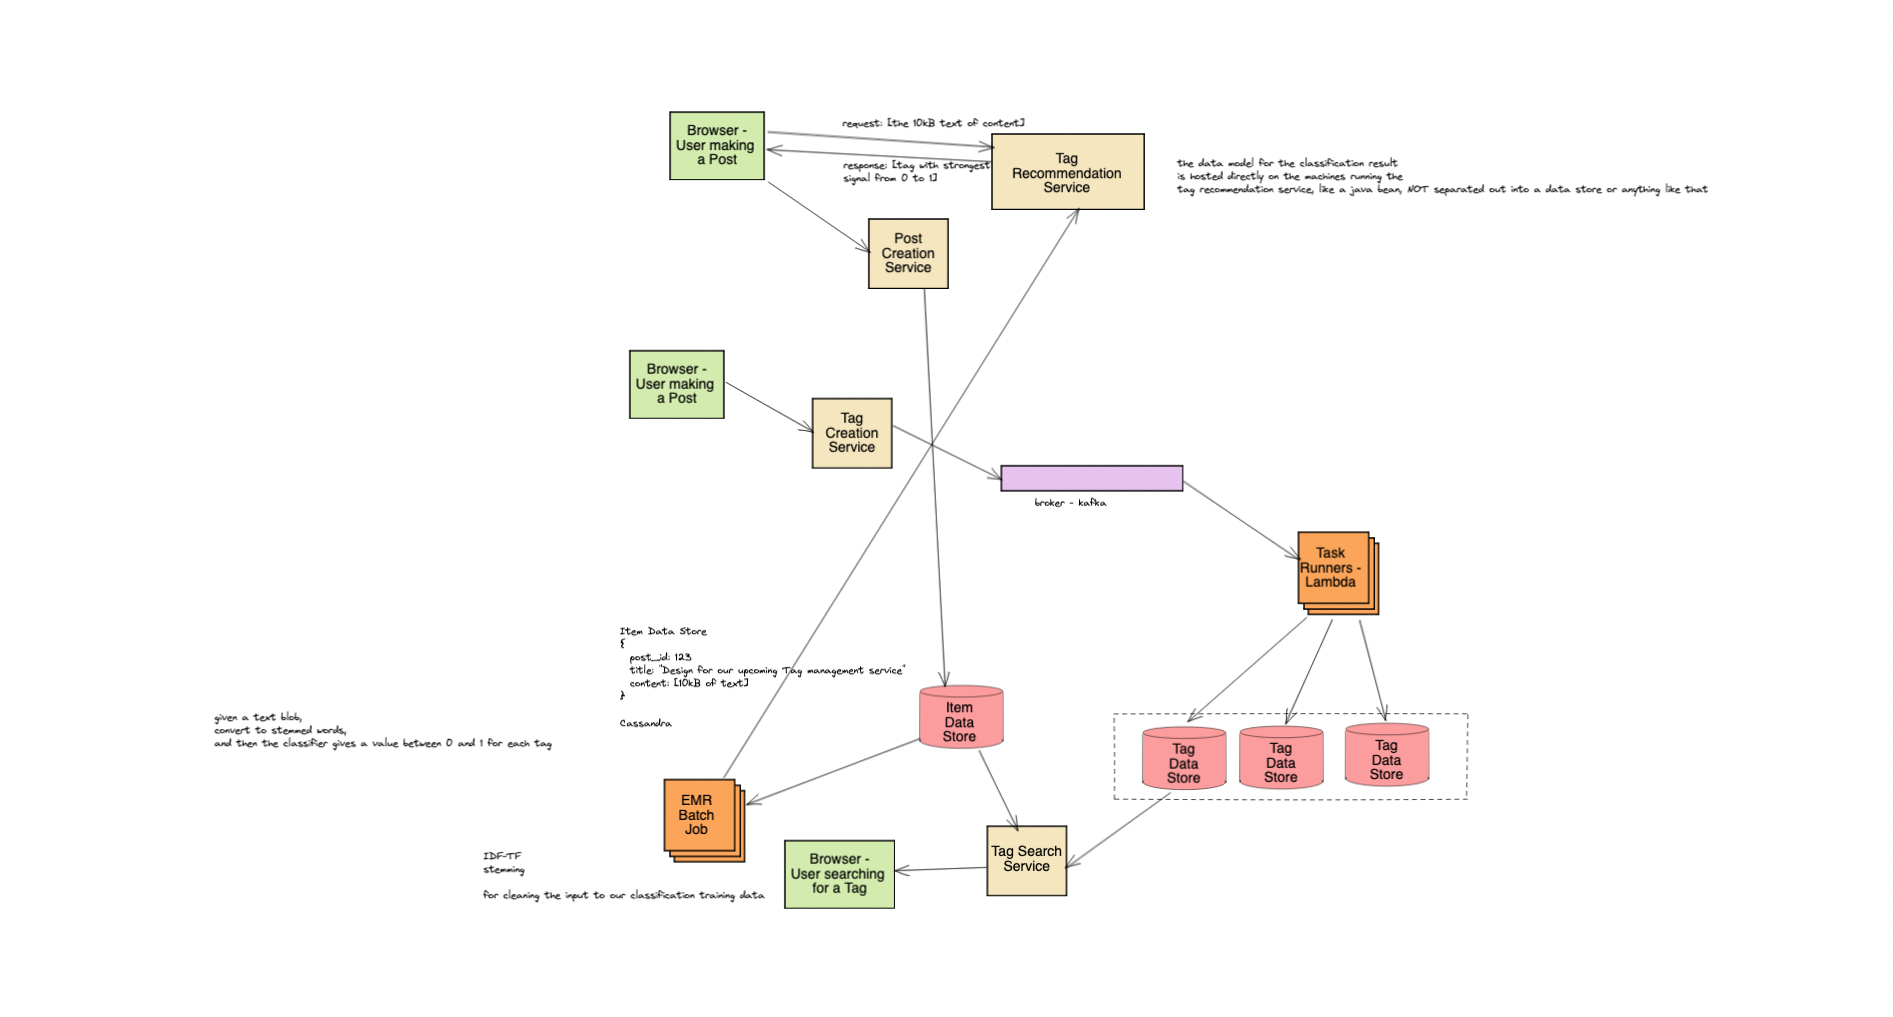 Browser -
User making
a Post
request: [the 10kB text of content]
response: [tag with strongest
signal from 0 to 1]
Tag
Recommendation
Service
the data model for the classification result
is hosted directly on the machines running the
tag recommendation service, like a java bean, NOT separated out into a data store or anything like that
Post
Creation
Service
Browser -
User making
a Post
Tag
Creation
Service
broker - kafka
Task
Runners -
Lambda
Item Data Store
{
post_id: 123
title: "Design for our upcoming Tag management service"
content: [10kB of text]
}
Cassandra
given a text blob,
convert to stemmed words,
and then the classifier gives a value between 0 and 1 for each tag
Item
Data
Store
Tag
Data
Store
Tag
Data
Store
Tag
Data
Store
EMR
Batch
Job
IDF-TF
stemming
for cleaning the input to our classification training data
Browser -
User searching
for a Tag
Tag Search
Service